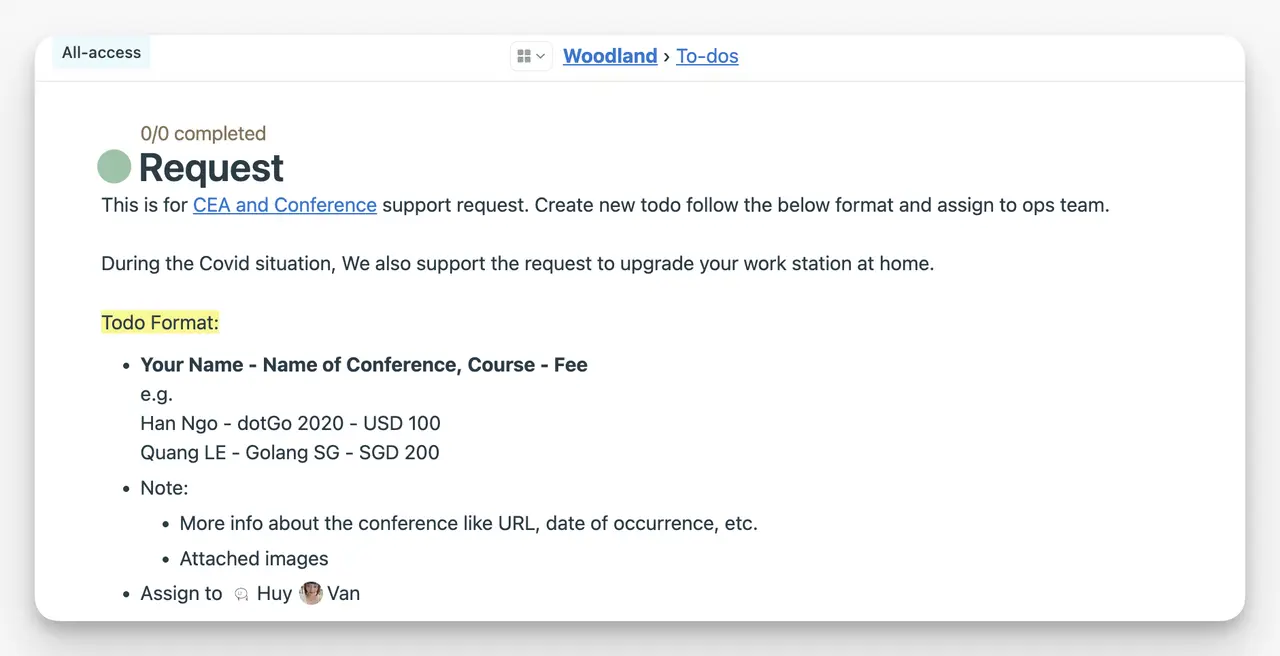 All-access
Woodland › To-dos
0/0 completed
Request
This is for CEA and Conference support request. Create new todo follow the below format and assign to ops team.
During the Covid situation, We also support the request to upgrade your work station at home.
Todo Format:
• Your Name - Name of Conference, Course - Fee
e.g.
Han Ngo - dotGo 2020 - USD 100
Quang LE - Golang SG - SGD 200
• Note:
• More info about the conference like URL, date of occurrence, etc.
• Attached images
• Assign to Huy Van